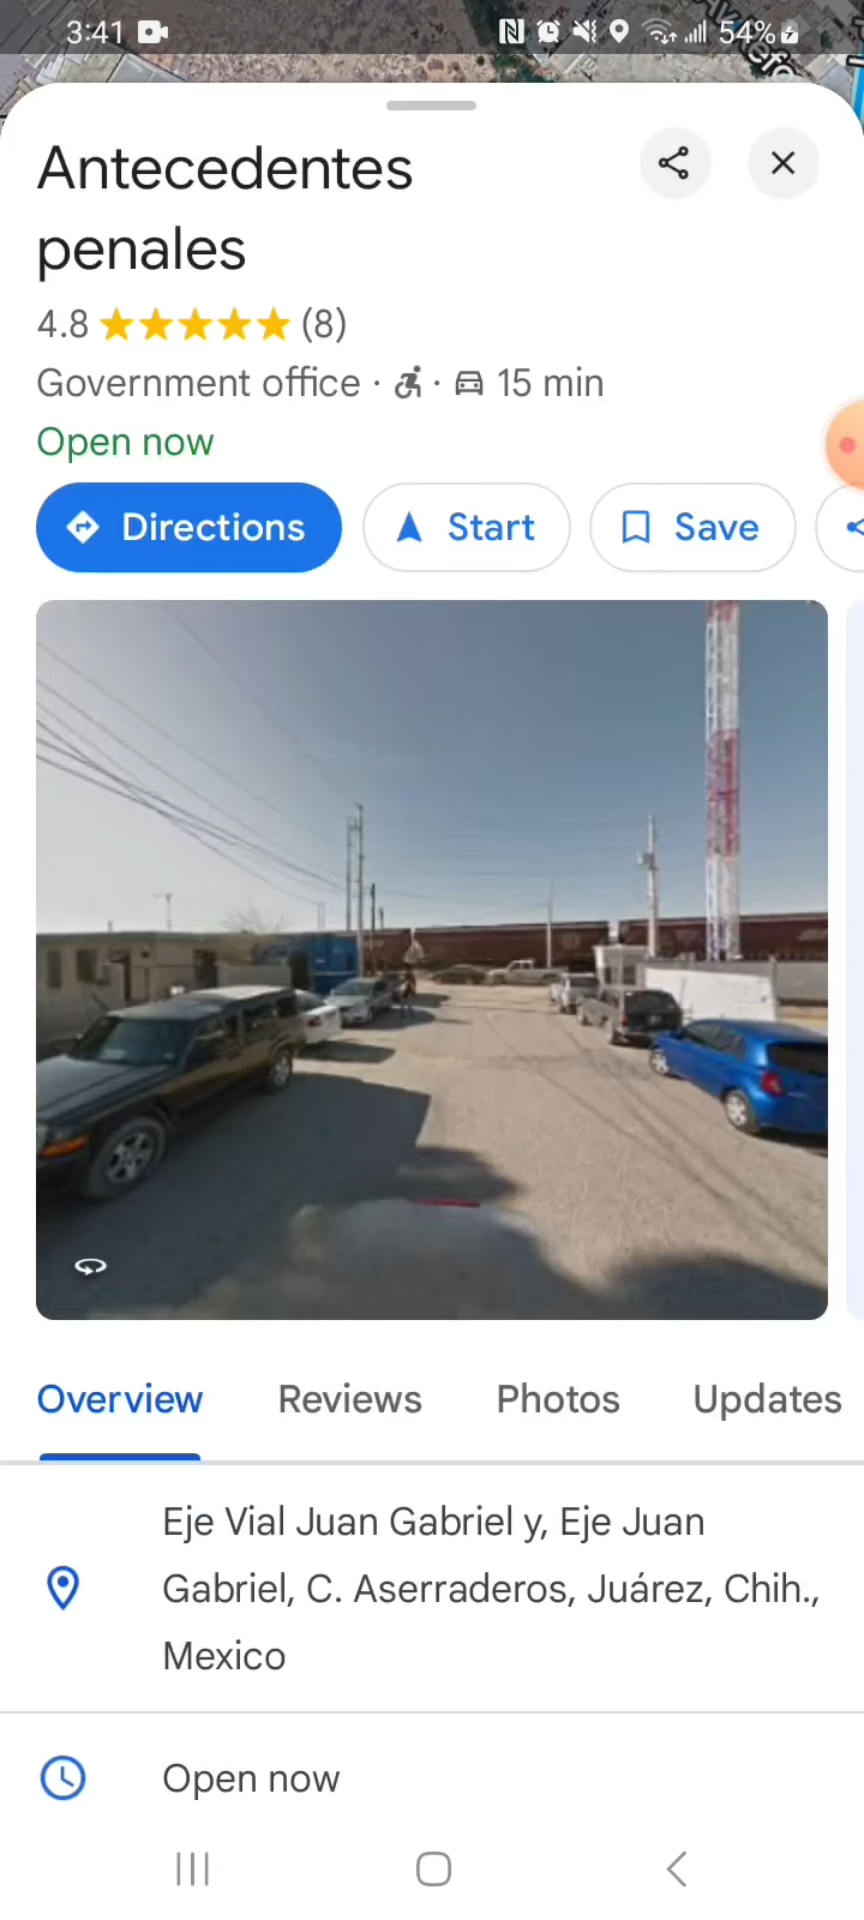 3:41 54%
Antecedentes
penales
4.8 (8)
Government office · · 15 min
Open now
Directions Start Save
Overview Reviews Photos Updates
Eje Vial Juan Gabriel y, Eje Juan
Gabriel, C. Aserraderos, Juárez, Chih.,
Mexico
Open now